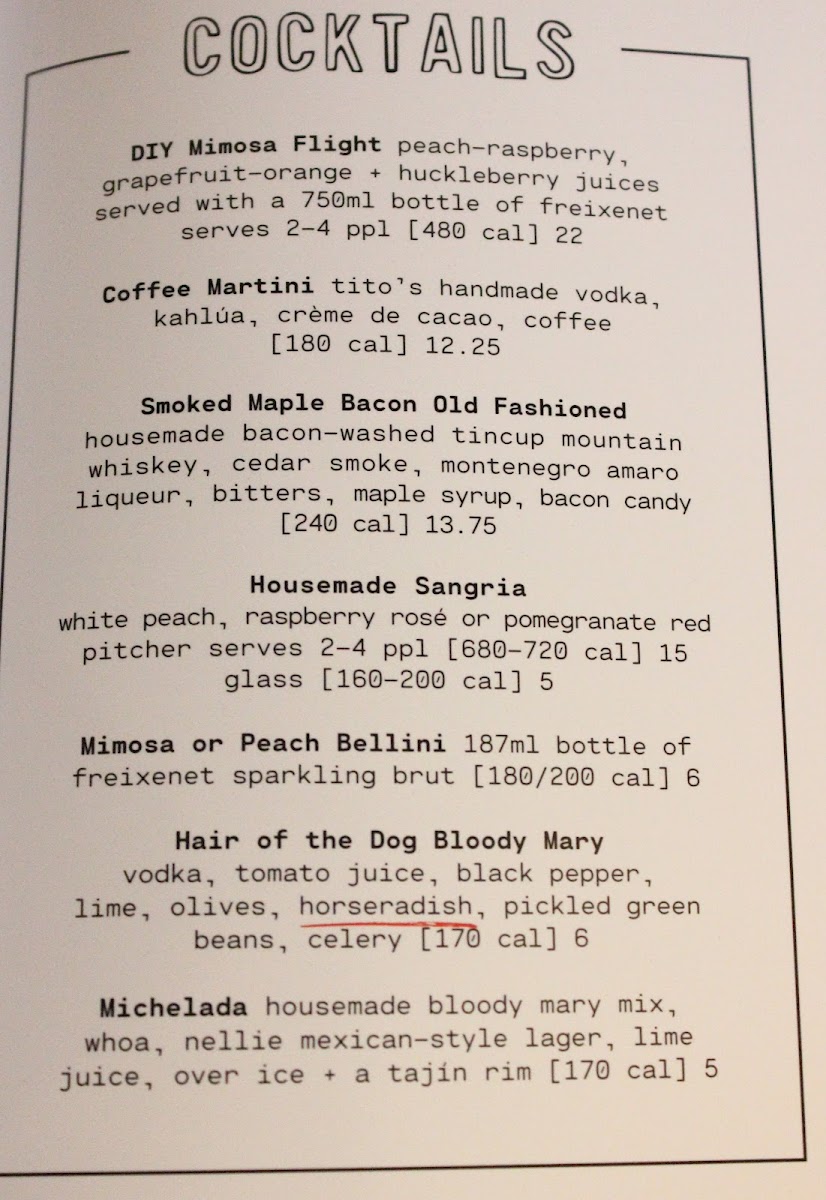 COCKTAILS
DIY Mimosa Flight peach-raspberry,
grapefruit-orange + huckleberry juices
served with a 750ml bottle of freixenet
serves 2-4 ppl [480 cal] 22
Coffee Martini tito's handmade vodka,
kahlúa, crème de cacao, coffee
[180 cal] 12.25
Smoked Maple Bacon Old Fashioned
housemade bacon-washed tincup mountain
whiskey, cedar smoke, montenegro amaro
liqueur, bitters, maple syrup, bacon candy
[240 cal] 13.75
Housemade Sangria
white peach, raspberry rosé or pomegranate red
pitcher serves 2-4 ppl [680-720 cal] 15
glass [160-200 cal] 5
Mimosa or Peach Bellini 187ml bottle of
freixenet sparkling brut [180/200 cal] 6
Hair of the Dog Bloody Mary
vodka, tomato juice, black pepper,
lime, olives, horseradish, pickled green
beans, celery [170 cal] 6
Michelada housemade bloody mary mix,
whoa, nellie mexican-style lager, lime
juice, over ice + a tajín rim [170 cal] 5